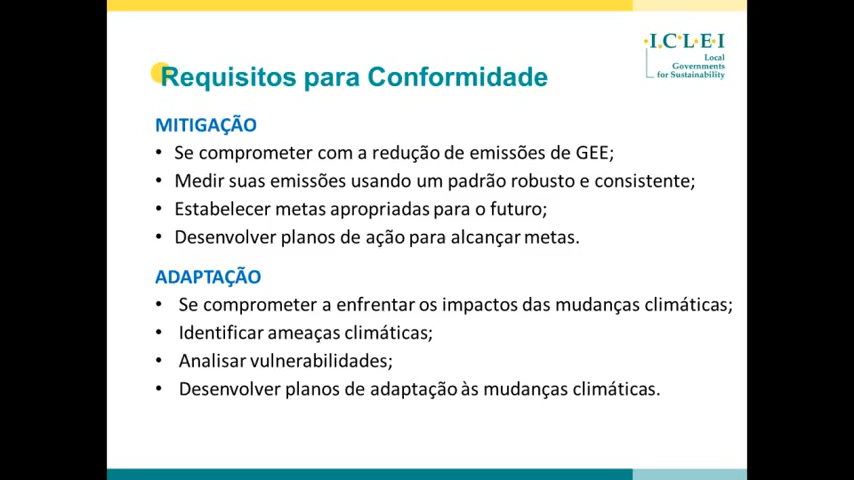 I.C.L.E.I
Local
Governments
for Sustainability
Requisitos para Conformidade
MITIGAÇÃO
• Se comprometer com a redução de emissões de GEE;
• Medir suas emissões usando um padrão robusto e consistente;
• Estabelecer metas apropriadas para o futuro;
• Desenvolver planos de ação para alcançar metas.
ADAPTAÇÃO
• Se comprometer a enfrentar os impactos das mudanças climáticas;
• Identificar ameaças climáticas;
• Analisar vulnerabilidades;
• Desenvolver planos de adaptação às mudanças climáticas.